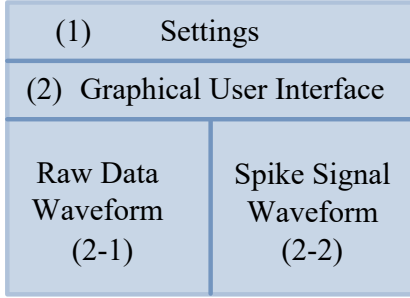 (1) Settings
(2) Graphical User Interface
Raw Data
Waveform
(2-1)
Spike Signal
Waveform
(2-2)